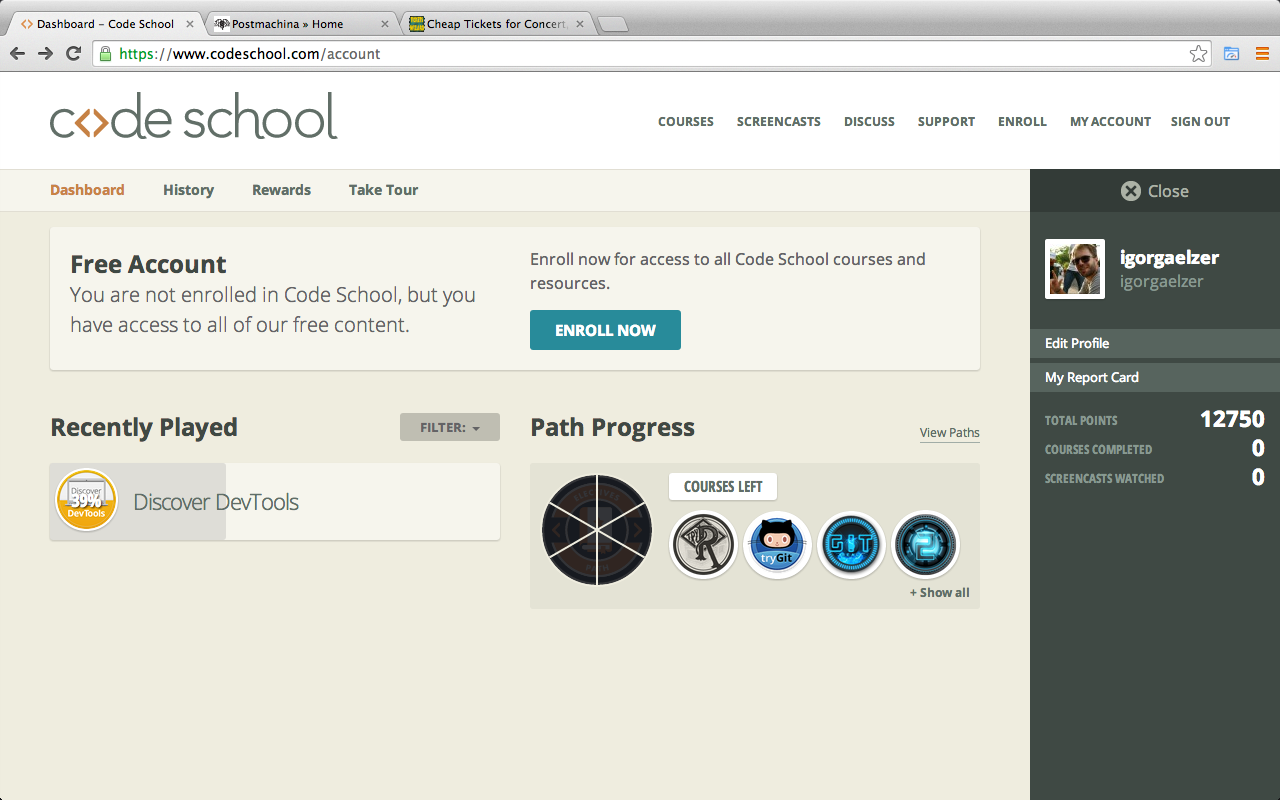 Dashboard – Code School
Postmachina » Home
Cheap Tickets for Concert,
https://www.codeschool.com/account
code school
COURSES SCREENCASTS DISCUSS SUPPORT ENROLL MY ACCOUNT SIGN OUT
Dashboard History Rewards Take Tour
Close
igorgaelzer
igorgaelzer
Edit Profile
My Report Card
TOTAL POINTS 12750
COURSES COMPLETED 0
SCREENCASTS WATCHED 0
Free Account
You are not enrolled in Code School, but you
have access to all of our free content.
Enroll now for access to all Code School courses and
resources.
ENROLL NOW
Recently Played
FILTER:
Discover
39%
DevTools
Discover DevTools
Path Progress
View Paths
COURSES LEFT
tryGit
GIT
2
+ Show all